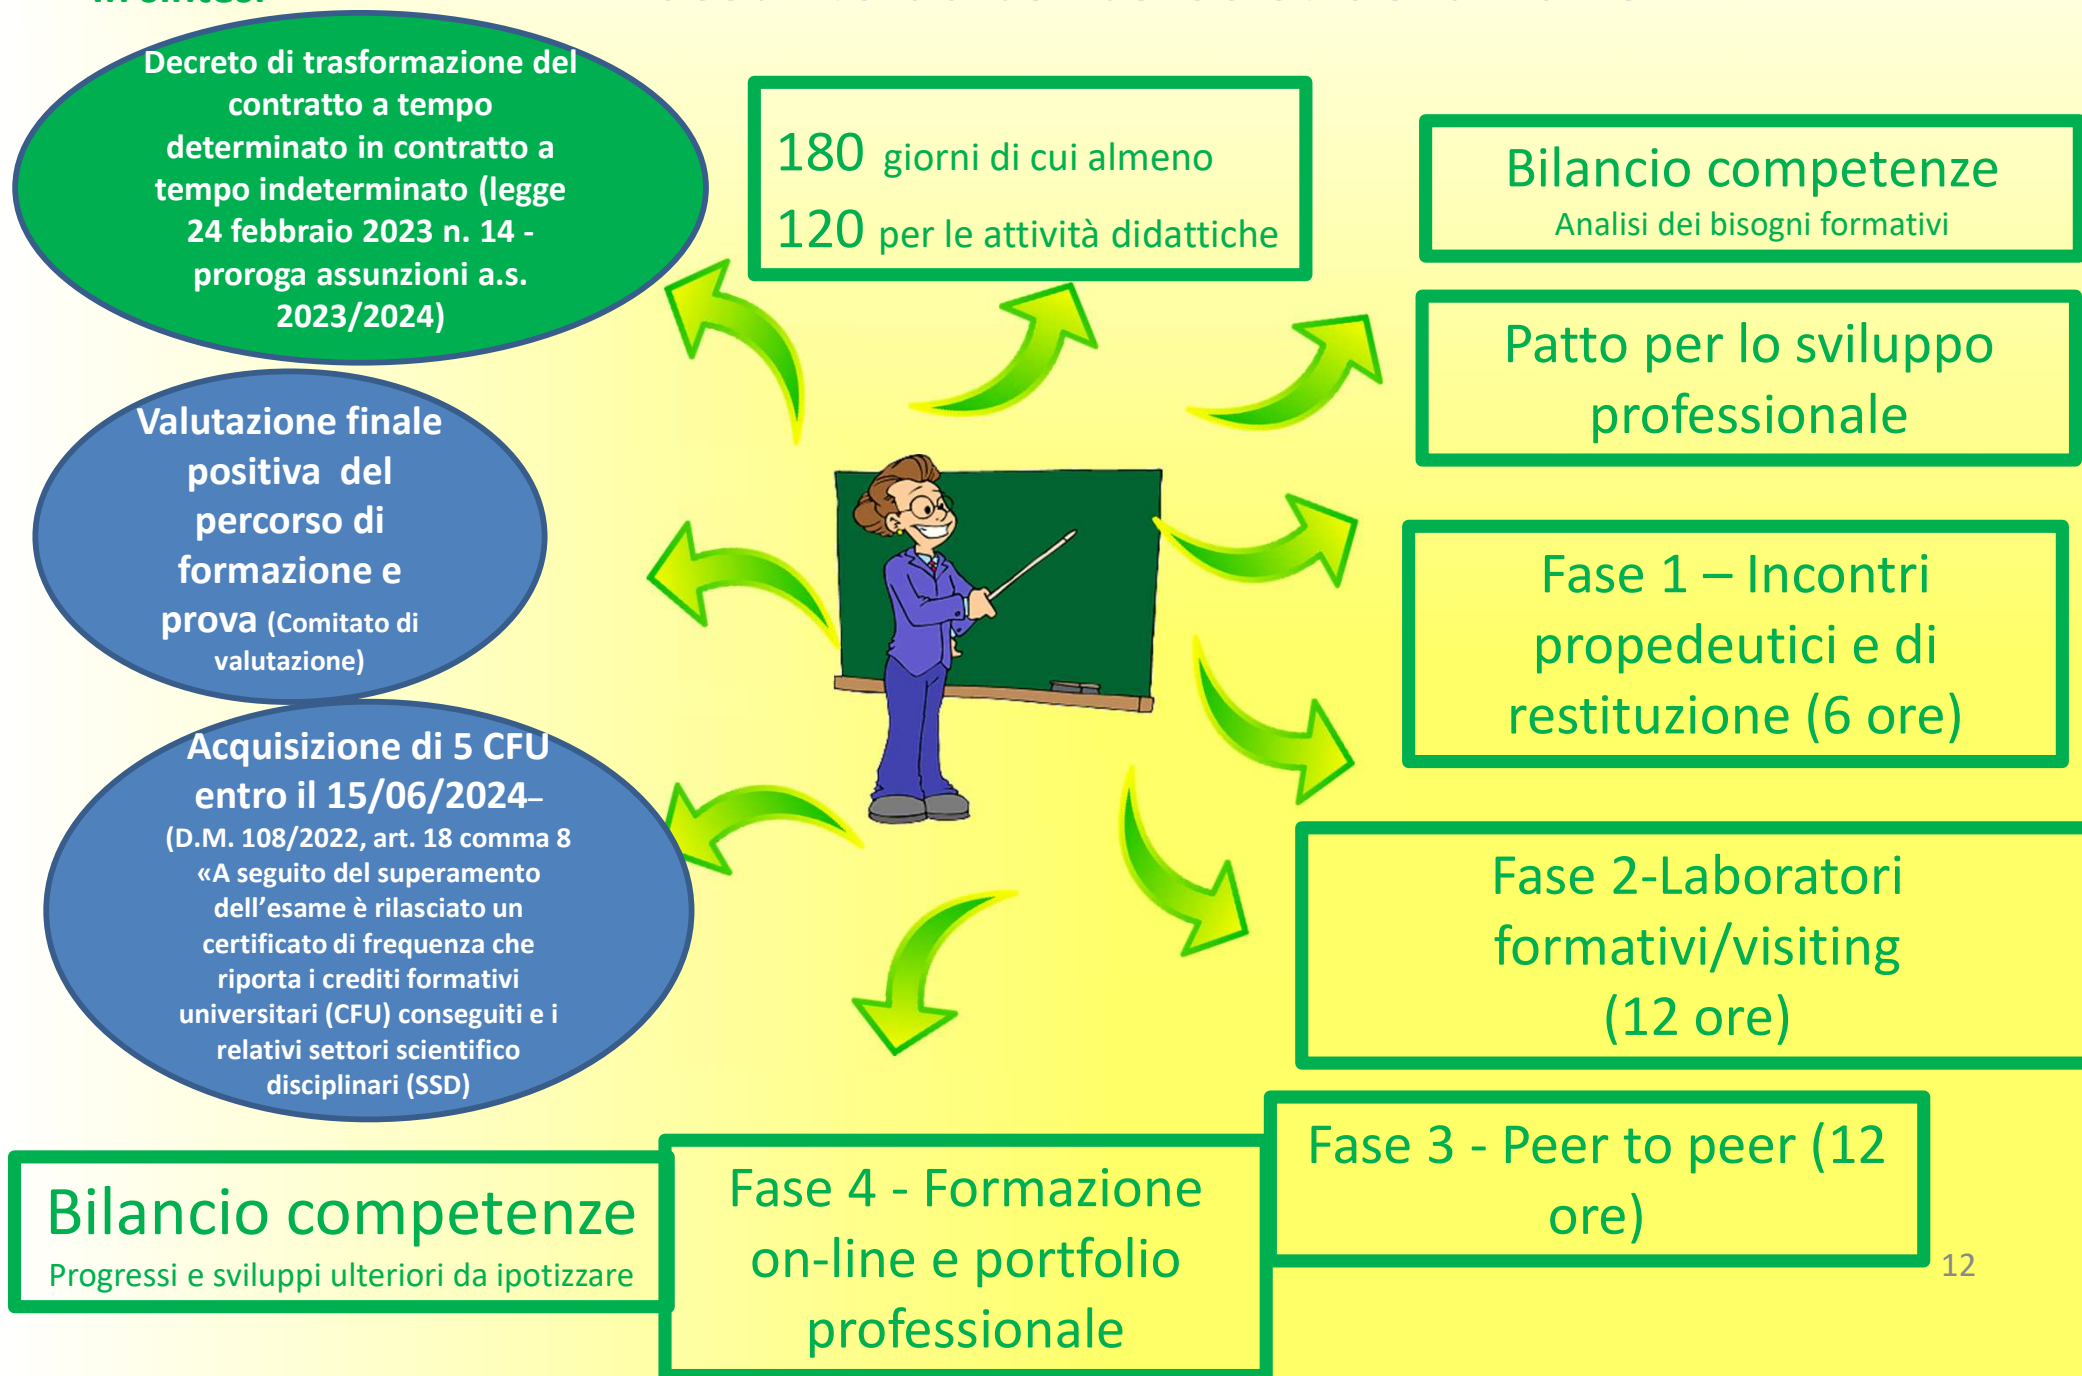 Decreto di trasformazione del
contratto a tempo
determinato in contratto a
tempo indeterminato (legge
24 febbraio 2023 n. 14 -
proroga assunzioni a.s.
2023/2024)
180 giorni di cui almeno
120 per le attività didattiche
Bilancio competenze
Analisi dei bisogni formativi
Patto per lo sviluppo
professionale
Fase 1 – Incontri
propedeutici e di
restituzione (6 ore)
Fase 2-Laboratori
formativi/visiting
(12 ore)
Fase 3 - Peer to peer (12
ore)
Fase 4 - Formazione
on-line e portfolio
professionale
Bilancio competenze
Progressi e sviluppi ulteriori da ipotizzare
Acquisizione di 5 CFU
entro il 15/06/2024–
(D.M. 108/2022, art. 18 comma 8
«A seguito del superamento
dell’esame è rilasciato un
certificato di frequenza che
riporta i crediti formativi
universitari (CFU) conseguiti e i
relativi settori scientifico
disciplinari (SSD)
Valutazione finale
positiva del
percorso di
formazione e
prova (Comitato di
valutazione)
12